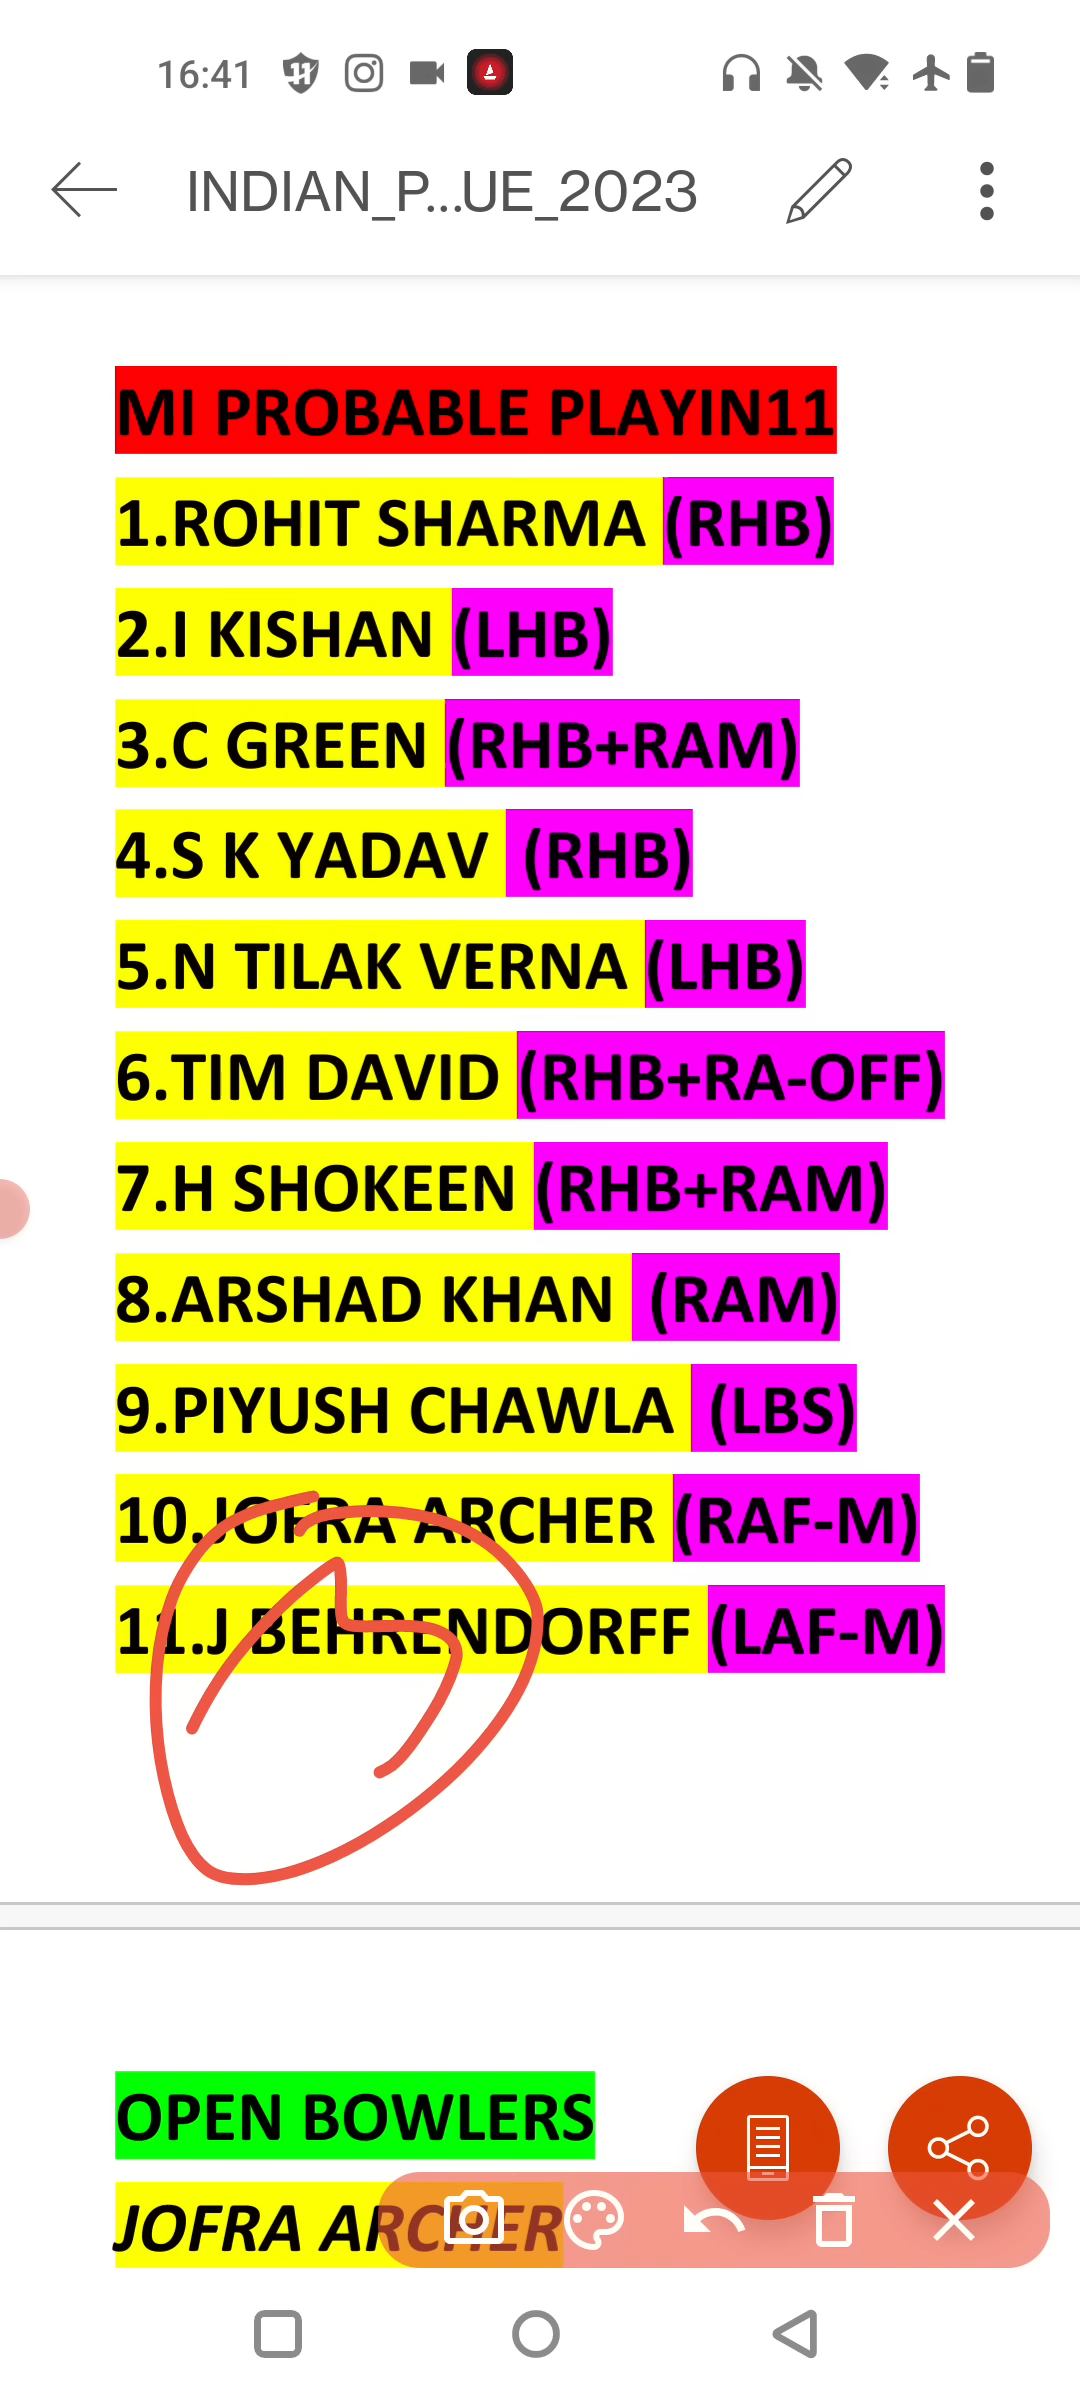 16:41
INDIAN_P...UE_2023
MI PROBABLE PLAYIN11
1.ROHIT SHARMA (RHB)
2.I KISHAN (LHB)
3.C GREEN (RHB+RAM)
4.S K YADAV (RHB)
5.N TILAK VERNA (LHB)
6.TIM DAVID (RHB+RA-OFF)
7.H SHOKEEN (RHB+RAM)
8.ARSHAD KHAN (RAM)
9.PIYUSH CHAWLA (LBS)
10.JOFRA ARCHER (RAF-M)
11.J BEHRENDORFF (LAF-M)
OPEN BOWLERS
JOFRA ARCHER